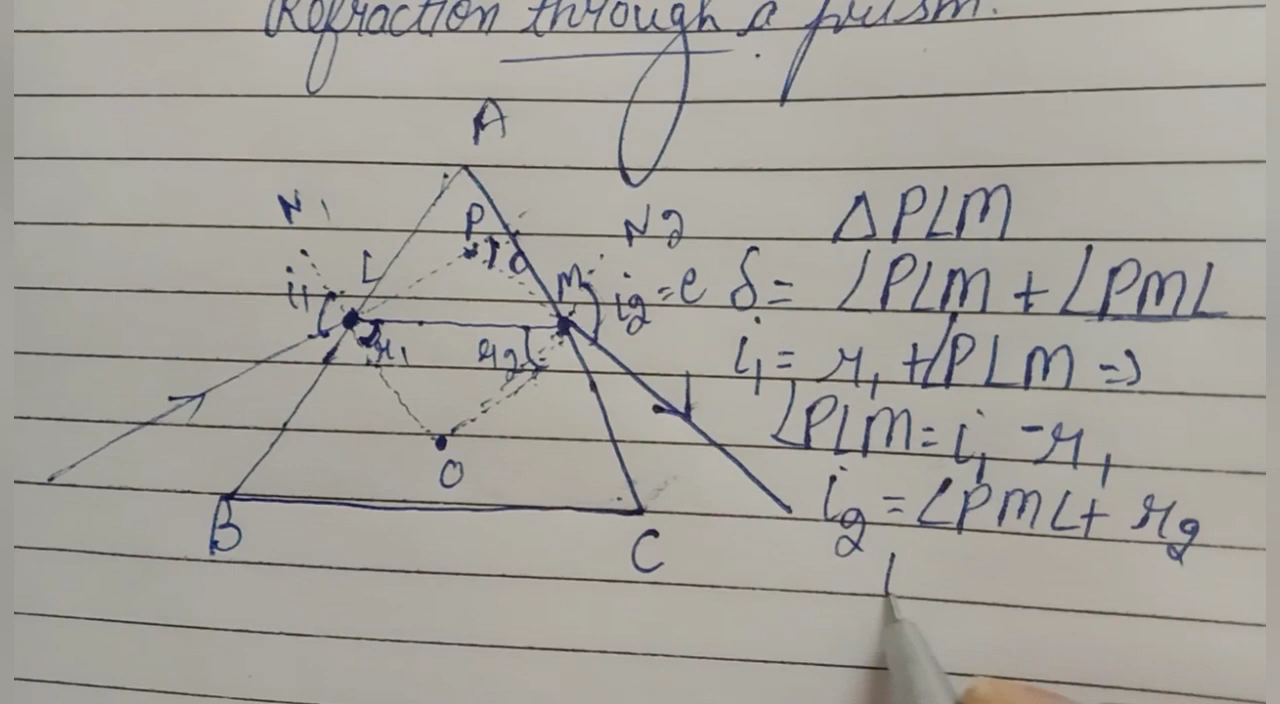 Refraction through a prism.
A
N1
P
N2
ΔPLM
L
δ
M
i1
i2 = e
δ = ∠PLM + ∠PML
r1
r2
i1 = r1 + ∠PLM ⇒
∠PLM = i1 - r1
O
i2 = ∠PML + r2
B
C